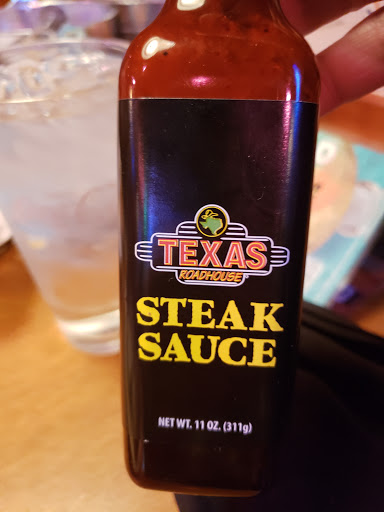 TEXAS
ROADHOUSE
STEAK
SAUCE
NET WT. 11 OZ. (311g)